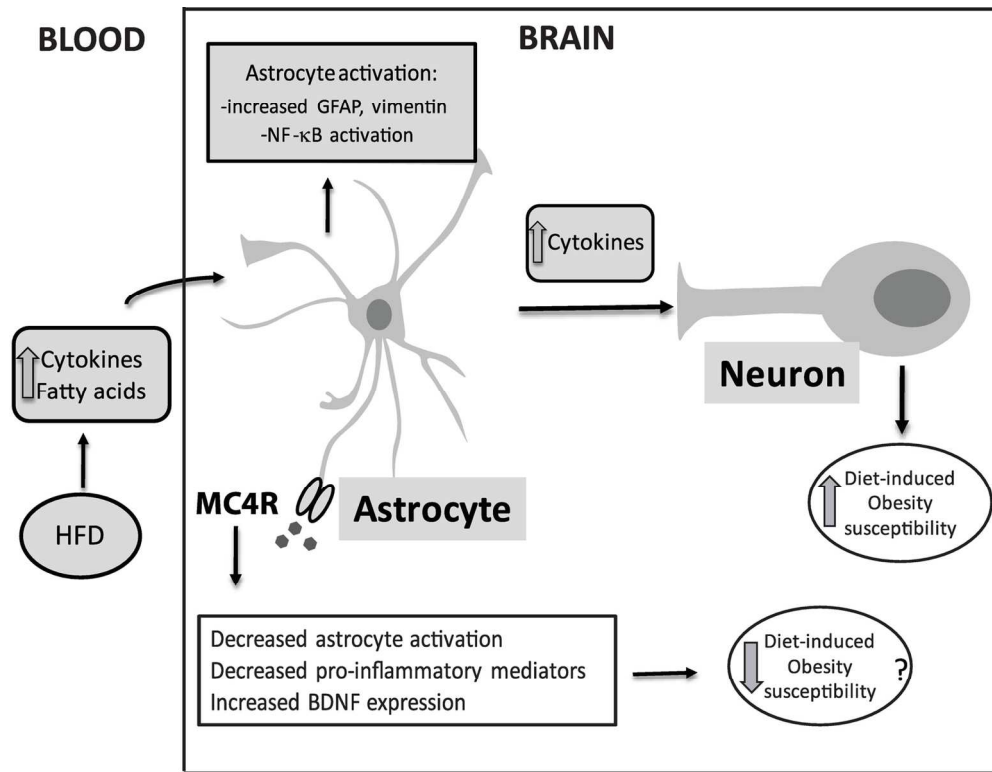 BLOOD
BRAIN
Astrocyte activation:
-increased GFAP, vimentin
-NF-κB activation
Cytokines
Cytokines
Fatty acids
HFD
Neuron
MC4R
Astrocyte
Diet-induced
Obesity
susceptibility
Decreased astrocyte activation
Decreased pro-inflammatory mediators
Increased BDNF expression
Diet-induced
Obesity ?
susceptibility